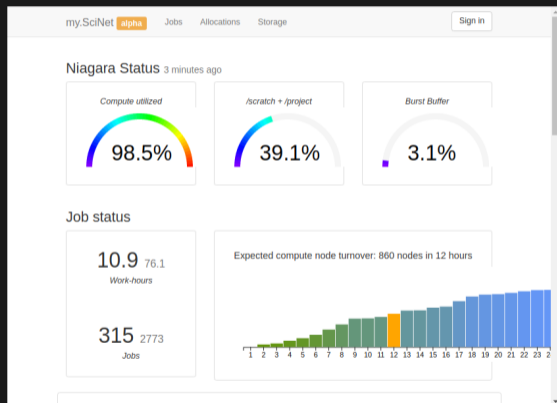 my.SciNet alpha Jobs Allocations Storage Sign in
Niagara Status 3 minutes ago
Compute utilized
98.5%
/scratch + /project
39.1%
Burst Buffer
3.1%
Job status
10.9 76.1
Work-hours
315 2773
Jobs
Expected compute node turnover: 860 nodes in 12 hours
1 2 3 4 5 6 7 8 9 10 11 12 13 14 15 16 17 18 19 20 21 22 23